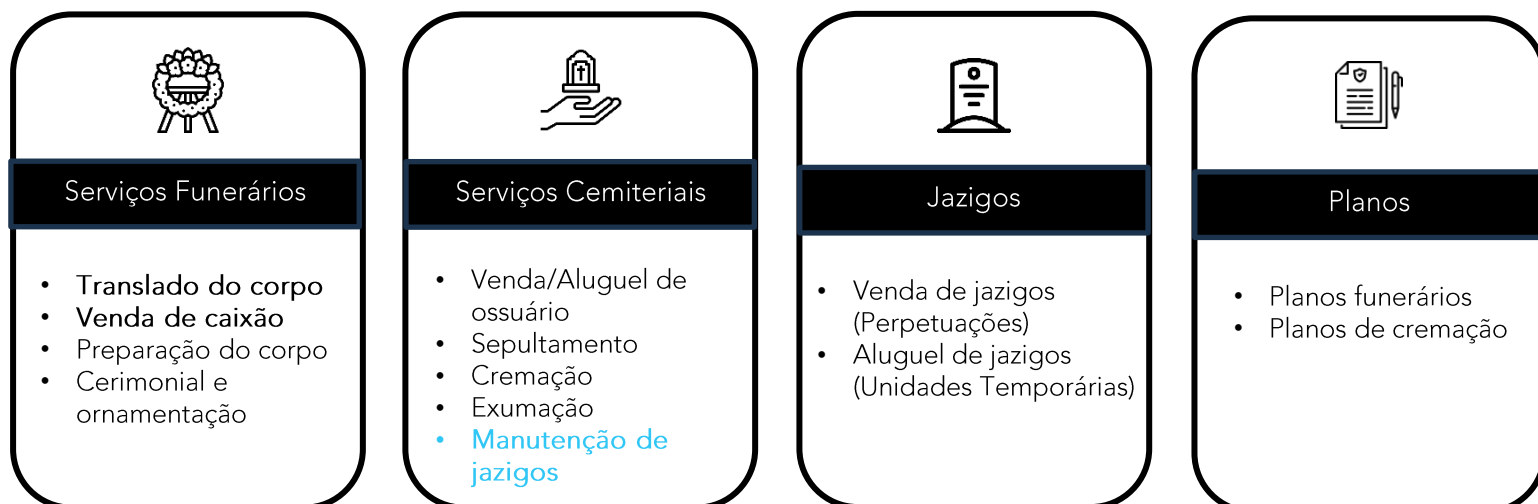 Serviços Funerários
• Translado do corpo
• Venda de caixão
• Preparação do corpo
• Cerimonial e
ornamentação
Serviços Cemiteriais
• Venda/Aluguel de
ossuário
• Sepultamento
• Cremação
• Exumação
• Manutenção de
jazigos
Jazigos
• Venda de jazigos
(Perpetuações)
• Aluguel de jazigos
(Unidades Temporárias)
Planos
• Planos funerários
• Planos de cremação